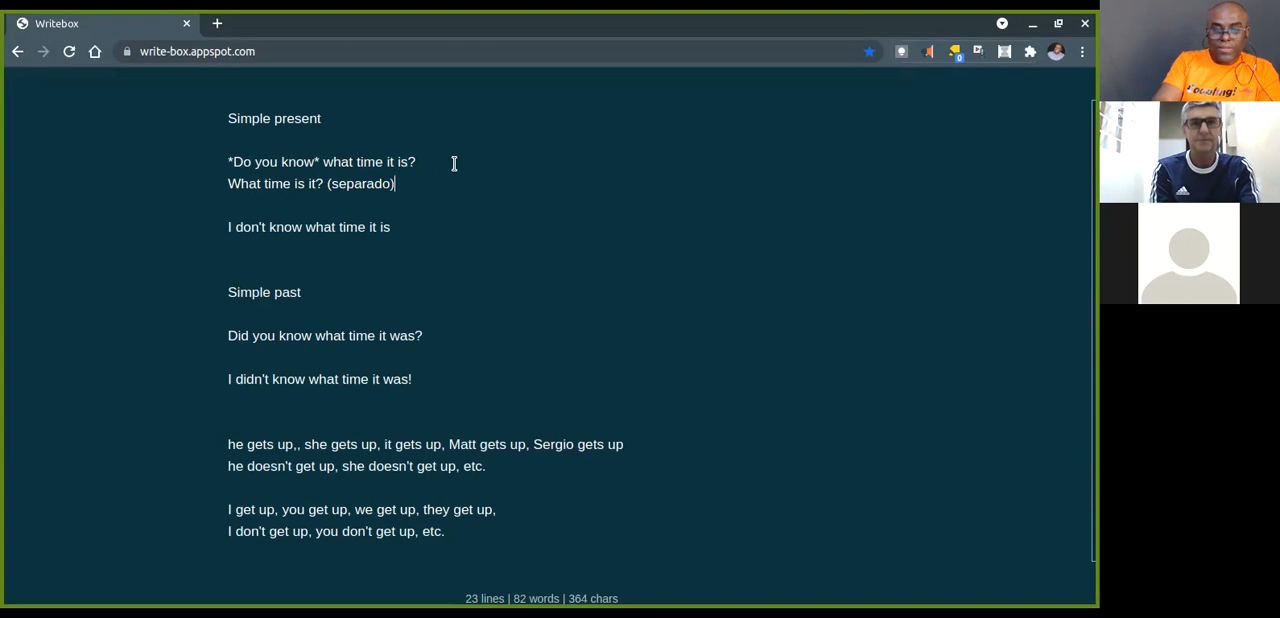 Writebox
write-box.appspot.com
0
Simple present
*Do you know* what time it is?
What time is it? (separado)
I don't know what time it is
Simple past
Did you know what time it was?
I didn't know what time it was!
he gets up,, she gets up, it gets up, Matt gets up, Sergio gets up
he doesn't get up, she doesn't get up, etc.
I get up, you get up, we get up, they get up,
I don't get up, you don't get up, etc.
23 lines | 82 words | 364 chars